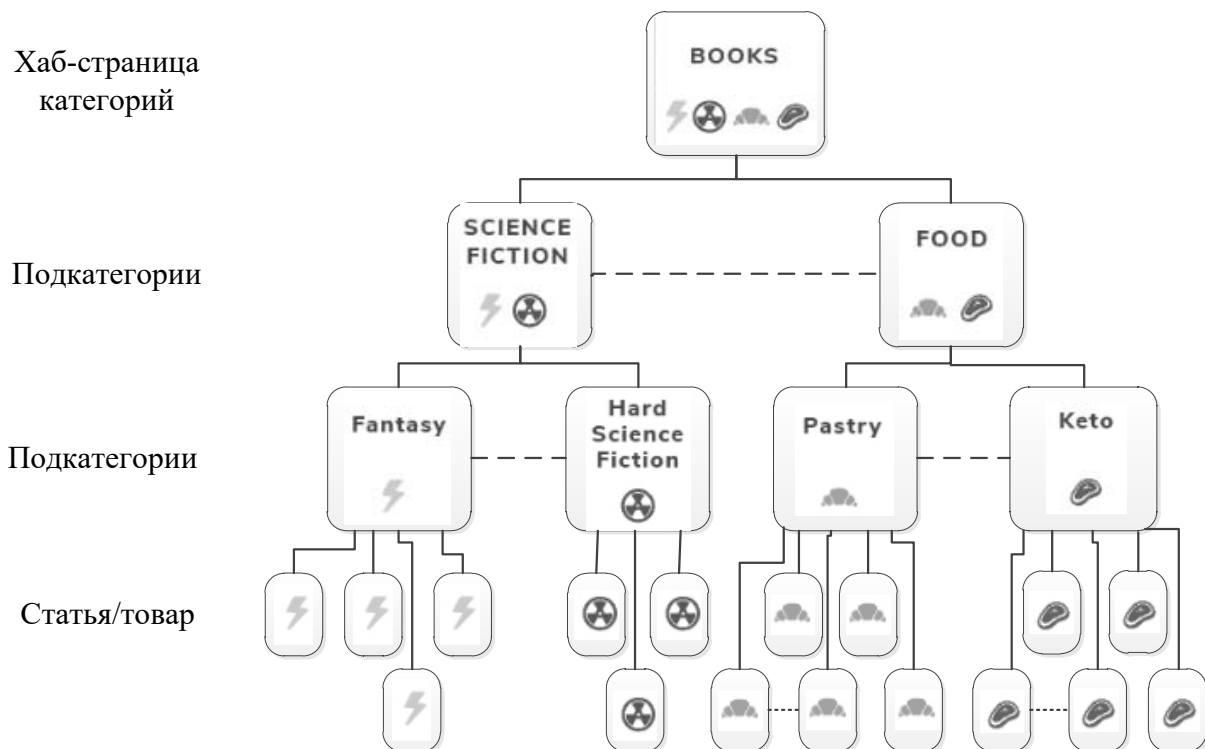 Хаб-страница
категорий
BOOKS
Подкатегории
SCIENCE
FICTION
FOOD
Подкатегории
Fantasy
Hard
Science
Fiction
Pastry
Keto
Статья/товар